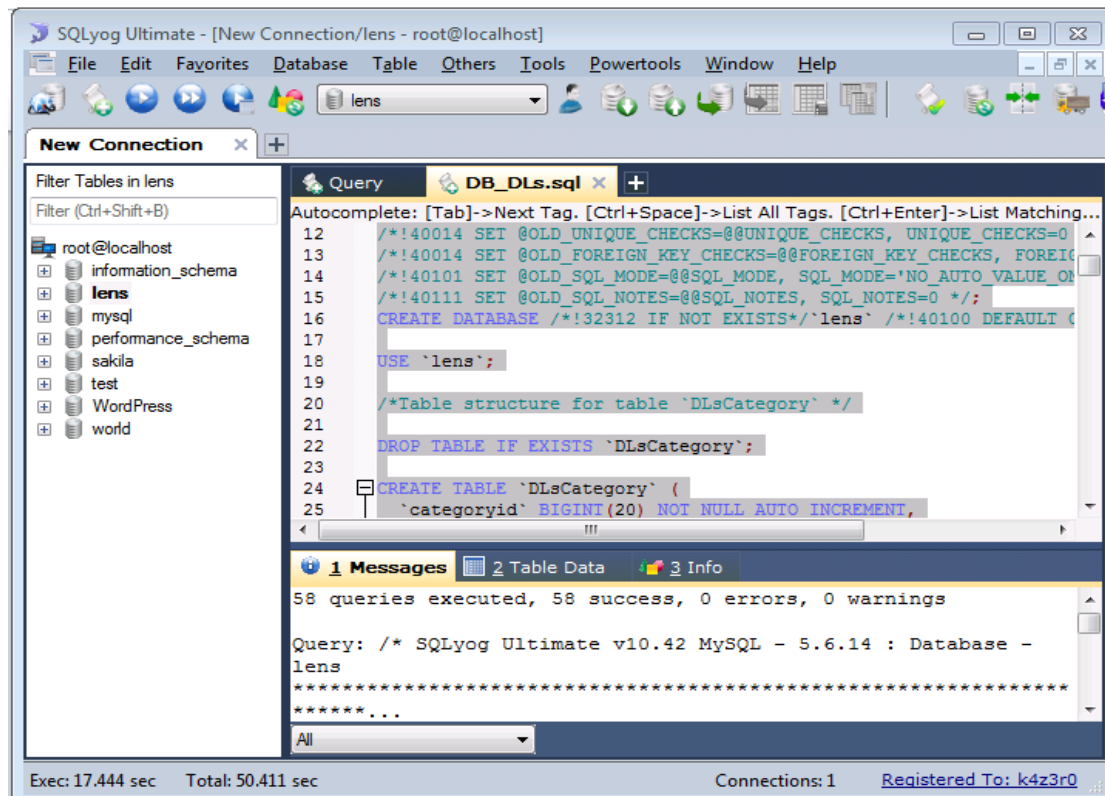 SQLyog Ultimate - [New Connection/lens - root@localhost]
File Edit Favorites Database Table Others Tools Powertools Window Help
lens
New Connection
Filter Tables in lens
Filter (Ctrl+Shift+B)
root@localhost
information_schema
lens
mysql
performance_schema
sakila
test
WordPress
world
Query DB_DLs.sql
Autocomplete: [Tab]->Next Tag. [Ctrl+Space]->List All Tags. [Ctrl+Enter]->List Matching...
12 /*!40014 SET @OLD_UNIQUE_CHECKS=@@UNIQUE_CHECKS, UNIQUE_CHECKS=0
13 /*!40014 SET @OLD_FOREIGN_KEY_CHECKS=@@FOREIGN_KEY_CHECKS, FOREIG
14 /*!40101 SET @OLD_SQL_MODE=@@SQL_MODE, SQL_MODE='NO_AUTO_VALUE_ON
15 /*!40111 SET @OLD_SQL_NOTES=@@SQL_NOTES, SQL_NOTES=0 */;
16 CREATE DATABASE /*!32312 IF NOT EXISTS*/`lens` /*!40100 DEFAULT C
17
18 USE `lens`;
19
20 /*Table structure for table `DLsCategory` */
21
22 DROP TABLE IF EXISTS `DLsCategory`;
23
24 CREATE TABLE `DLsCategory` (
25 `categoryid` BIGINT(20) NOT NULL AUTO_INCREMENT,
1 Messages 2 Table Data 3 Info
58 queries executed, 58 success, 0 errors, 0 warnings
Query: /* SQLyog Ultimate v10.42 MySQL - 5.6.14 : Database -
lens
***************************************************************
******...
All
Exec: 17.444 sec Total: 50.411 sec Connections: 1 Registered To: k4z3r0